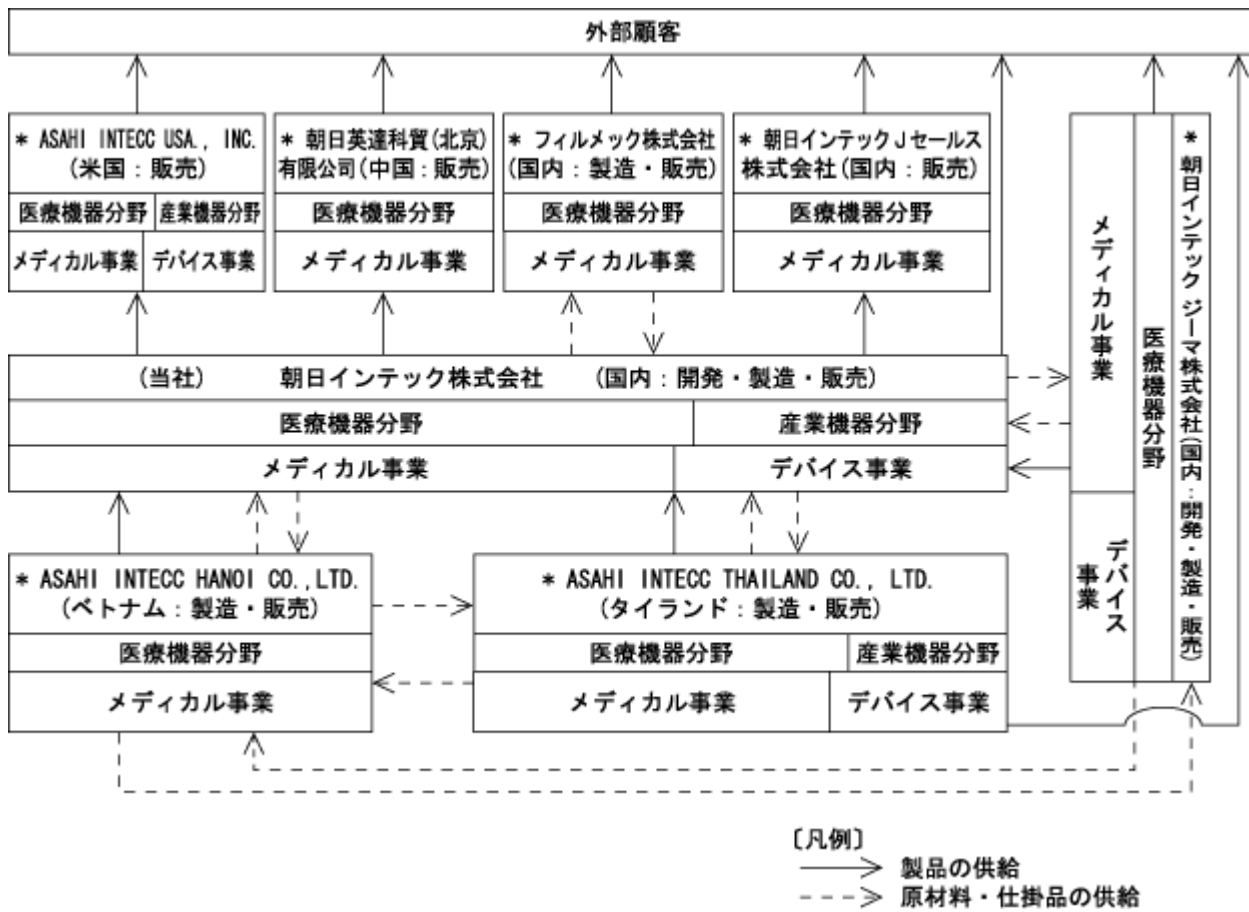 外部顧客
* ASAHI INTECC USA., INC.
(米国：販売)
医療機器分野
産業機器分野
メディカル事業
デバイス事業
* 朝日英達科貿(北京)
有限公司(中国：販売)
医療機器分野
メディカル事業
* フィルメック株式会社
(国内：製造・販売)
医療機器分野
メディカル事業
* 朝日インテックJセールス
株式会社(国内：販売)
医療機器分野
メディカル事業
メディカル事業
デバイス
事業
医療機器分野
* 朝日インテック ジーマ株式会社(国内：開発・製造・販売)
(当社) 朝日インテック株式会社 (国内：開発・製造・販売)
医療機器分野
産業機器分野
メディカル事業
デバイス事業
* ASAHI INTECC HANOI CO.,LTD.
(ベトナム：製造・販売)
医療機器分野
メディカル事業
* ASAHI INTECC THAILAND CO., LTD.
(タイランド：製造・販売)
医療機器分野
産業機器分野
メディカル事業
デバイス事業
〔凡例〕
製品の供給
原材料・仕掛品の供給